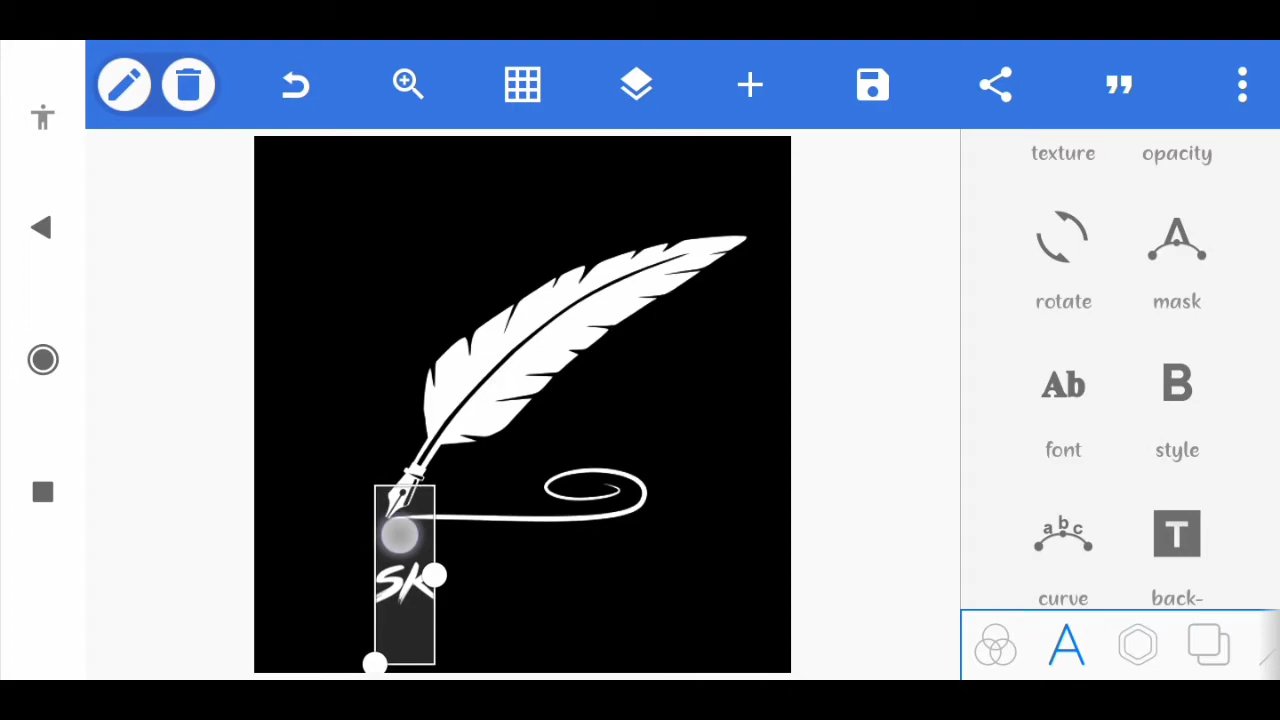 texture opacity
rotate mask
Ab B
font style
abc T
curve back-
SK
A